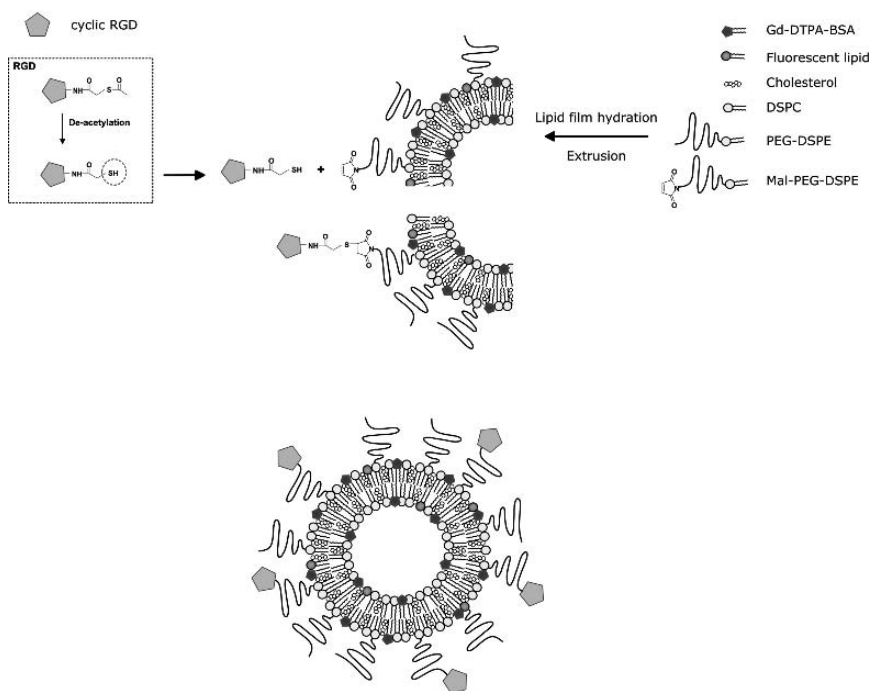 cyclic RGD
RGD
NH
O
S
O
De-acetylation
NH
O
SH
NH
O
SH
+
O
N
O
Lipid film hydration
Extrusion
Gd-DTPA-BSA
Fluorescent lipid
Cholesterol
DSPC
PEG-DSPE
O
N
O
Mal-PEG-DSPE
NH
O
S
O
N
O